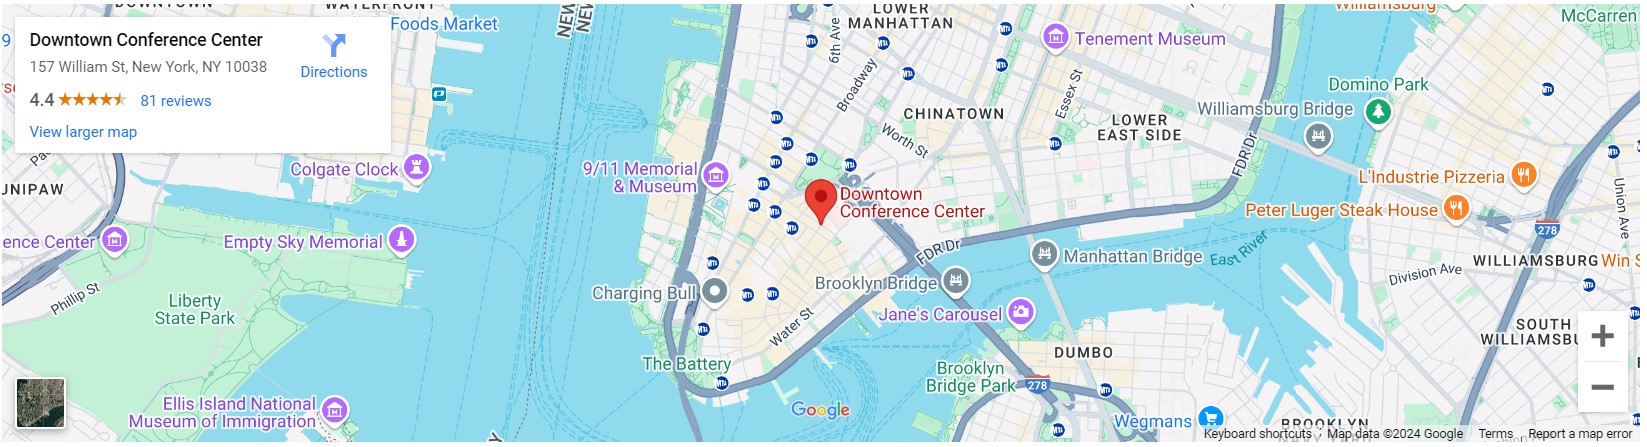 DOWNTOWN
WATERFRONT
Foods Market
NEW
NEW
LOWER
MANHATTAN
6th Ave
Broadway
Tenement Museum
Williamsburg
McCarren
Downtown Conference Center
157 William St, New York, NY 10038
4.4
81 reviews
View larger map
Directions
9
Domino Park
Williamsburg Bridge
CHINATOWN
Essex St
LOWER
EAST SIDE
Worth St
FDR Dr
Colgate Clock
9/11 Memorial
& Museum
Downtown
Conference Center
L'Industrie Pizzeria
Peter Luger Steak House
Union Ave
278
UNIPAW
ence Center
Empty Sky Memorial
FDR Dr
Manhattan Bridge
East River
Division Ave
WILLIAMSBURG
Win S
Phillip St
Liberty
State Park
Charging Bull
Brooklyn Bridge
Jane's Carousel
Water St
SOUTH
WILLIAMSBU
The Battery
DUMBO
Brooklyn
Bridge Park
278
Ellis Island National
Museum of Immigration
Google
Wegmans
BROOKLYN
Keyboard shortcuts
Map data ©2024 Google
Terms
Report a map error